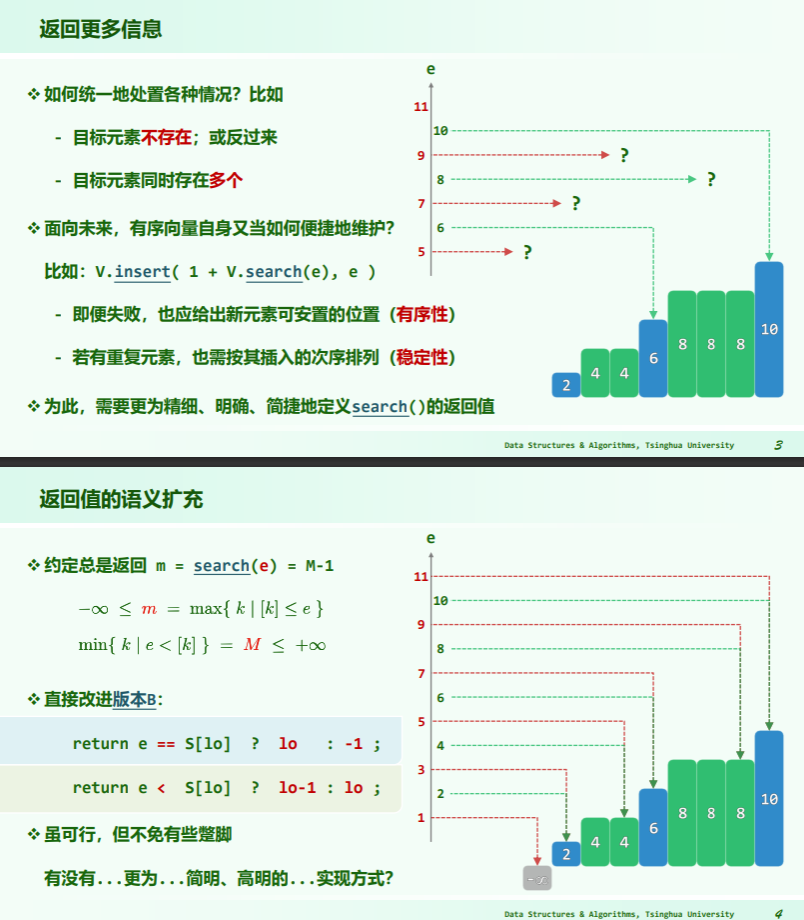 返回更多信息
❖如何统一地处置各种情况？比如
- 目标元素不存在；或反过来
- 目标元素同时存在多个
❖面向未来，有序向量自身又当如何便捷地维护？
比如：V.insert( 1 + V.search(e), e )
- 即便失败，也应给出新元素可安置的位置（有序性）
- 若有重复元素，也需按其插入的次序排列（稳定性）
❖为此，需要更为精细、明确、简捷地定义search()的返回值
e
11
10
9 ?
8 ?
7 ?
6
5 ?
2 4 4 6 8 8 8 10
Data Structures & Algorithms, Tsinghua University 3
返回值的语义扩充
❖约定总是返回 m = search(e) = M-1
−∞ ≤ m = max{ k | [k] ≤ e }
min{ k | e < [k] } = M ≤ +∞
❖直接改进版本B：
return e == S[lo] ? lo : -1 ;
return e < S[lo] ? lo-1 : lo ;
❖虽可行，但不免有些蹩脚
有没有...更为...简明、高明的...实现方式？
e
11
10
9
8
7
6
5
4
3
2
1
-∞ 2 4 4 6 8 8 8 10
Data Structures & Algorithms, Tsinghua University 4